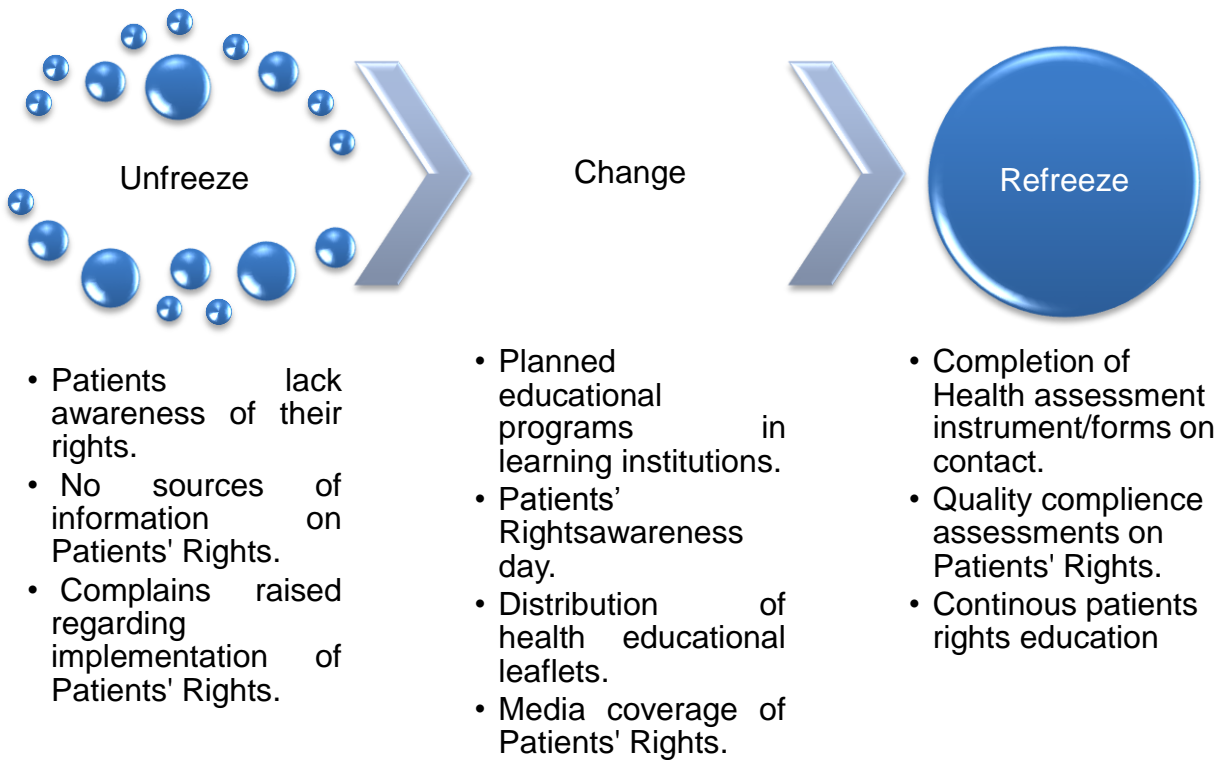 Unfreeze
Change
Refreeze
• Patients lack
awareness of their
rights.
• No sources of
information on
Patients' Rights.
• Complains raised
regarding
implementation of
Patients' Rights.
• Planned
educational
programs in
learning institutions.
• Patients’
Rightsawareness
day.
• Distribution of
health educational
leaflets.
• Media coverage of
Patients' Rights.
• Completion of
Health assessment
instrument/forms on
contact.
• Quality complience
assessments on
Patients' Rights.
• Continous patients
rights education